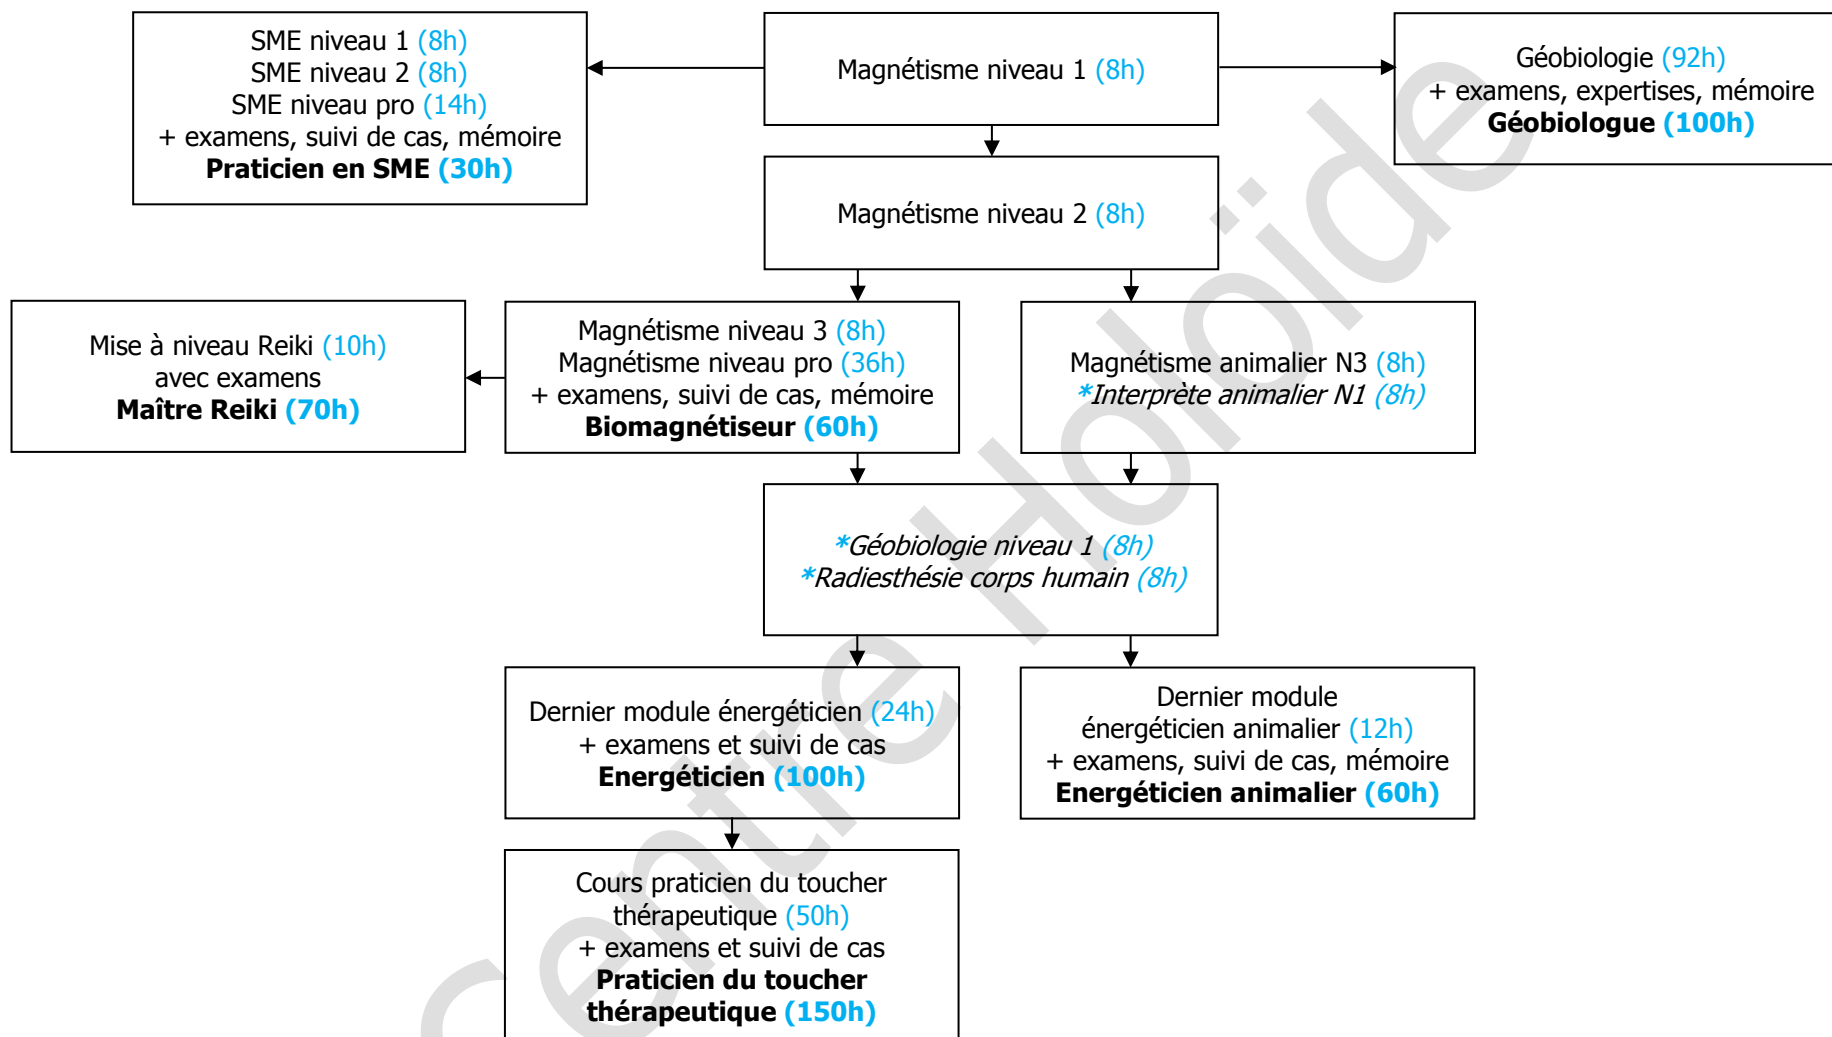 SME niveau 1 (8h)
SME niveau 2 (8h)
SME niveau pro (14h)
+ examens, suivi de cas, mémoire
Praticien en SME (30h)
Magnétisme niveau 1 (8h)
Géobiologie (92h)
+ examens, expertises, mémoire
Géobiologue (100h)
Magnétisme niveau 2 (8h)
Mise à niveau Reiki (10h)
avec examens
Maître Reiki (70h)
Magnétisme niveau 3 (8h)
Magnétisme niveau pro (36h)
+ examens, suivi de cas, mémoire
Biomagnétiseur (60h)
Magnétisme animalier N3 (8h)
*Interprète animalier N1 (8h)
*Géobiologie niveau 1 (8h)
*Radiesthésie corps humain (8h)
Dernier module énergéticien (24h)
+ examens et suivi de cas
Energéticien (100h)
Dernier module
énergéticien animalier (12h)
+ examens, suivi de cas, mémoire
Energéticien animalier (60h)
Cours praticien du toucher
thérapeutique (50h)
+ examens et suivi de cas
Praticien du toucher
thérapeutique (150h)
Centre Holoïde